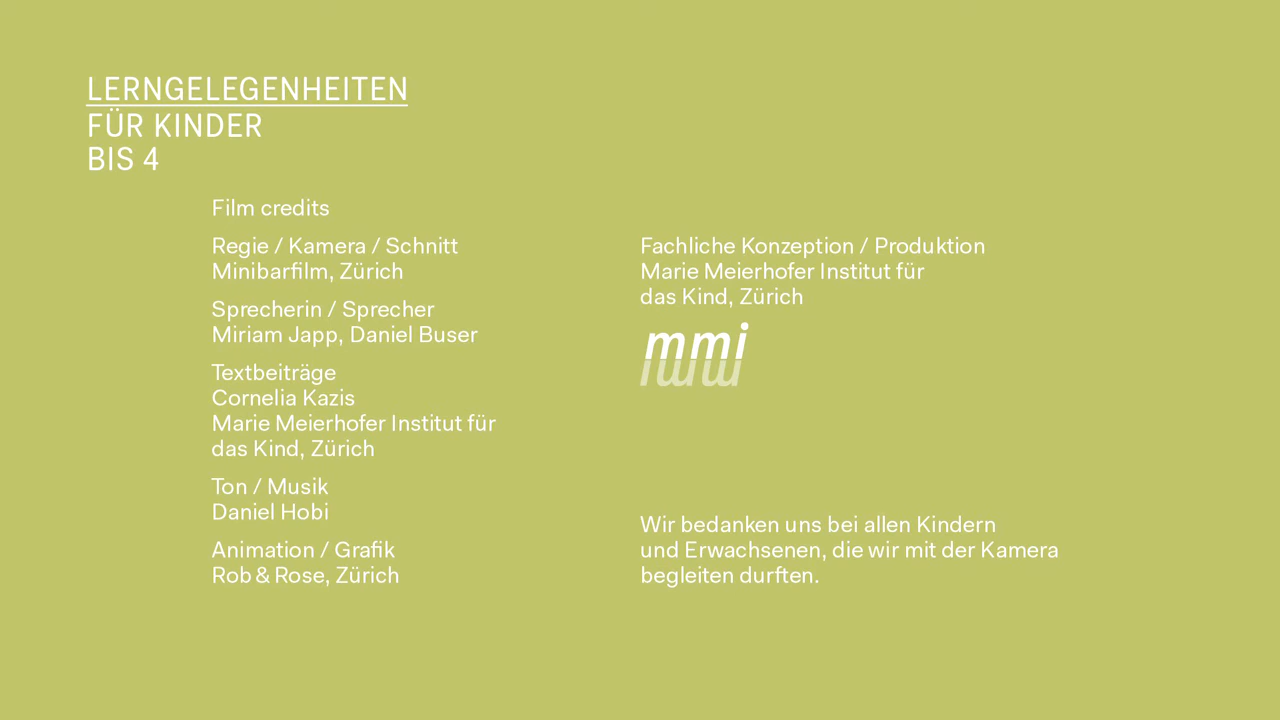 LERNGELEGENHEITEN
FÜR KINDER
BIS 4
Film credits
Regie / Kamera / Schnitt
Minibarfilm, Zürich
Sprecherin / Sprecher
Miriam Japp, Daniel Buser
Textbeiträge
Cornelia Kazis
Marie Meierhofer Institut für
das Kind, Zürich
Ton / Musik
Daniel Hobi
Animation / Grafik
Rob & Rose, Zürich
Fachliche Konzeption / Produktion
Marie Meierhofer Institut für
das Kind, Zürich
mmi
Wir bedanken uns bei allen Kindern
und Erwachsenen, die wir mit der Kamera
begleiten durften.